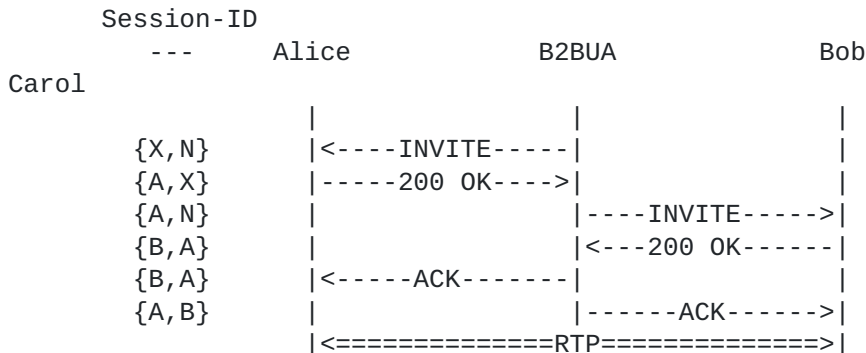 Session-ID
---      Alice            B2BUA            Bob
Carol
|                |                |
{X,N}      |<----INVITE-----|                |
{A,X}      |-----200 OK---->|                |
{A,N}      |                |----INVITE----->|
{B,A}      |                |<---200 OK------|
{B,A}      |<-----ACK-------|                |
{A,B}      |                |------ACK------>|
|<==============RTP==============>|